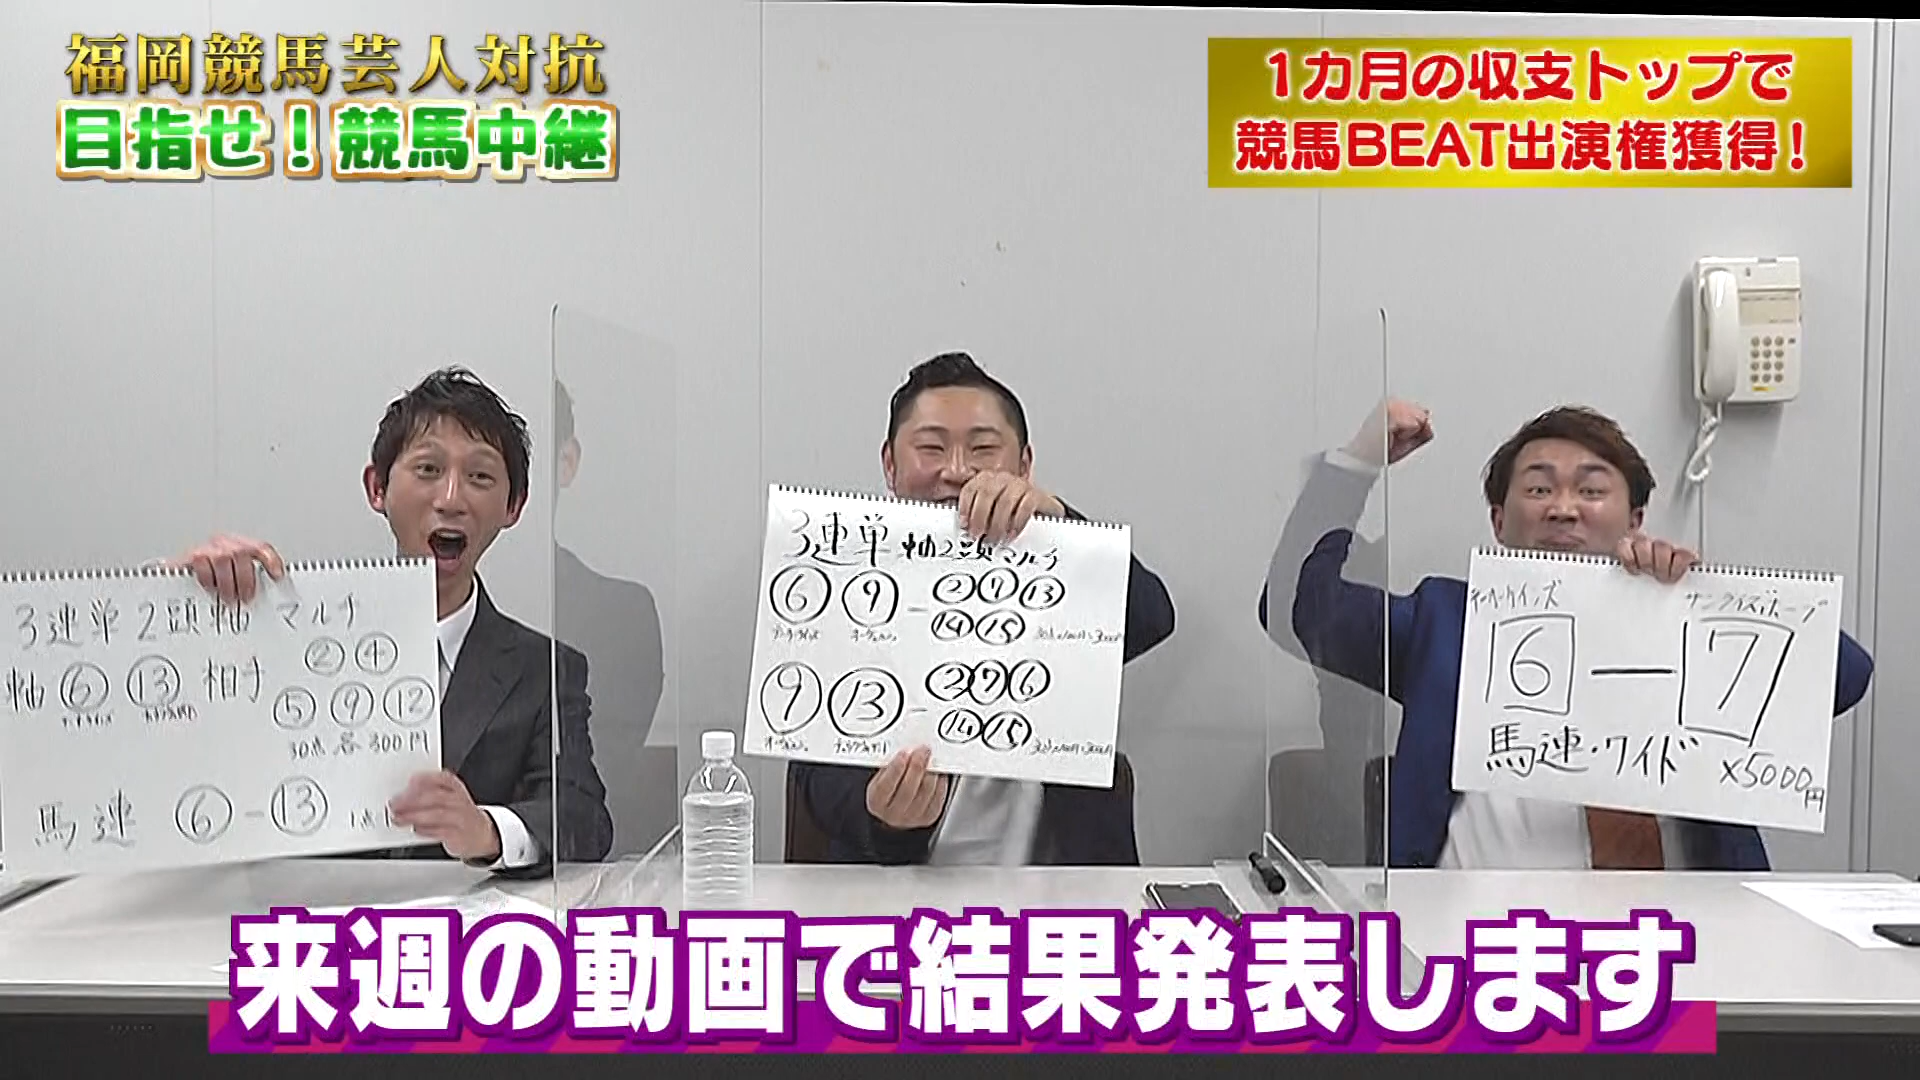 福岡競馬芸人対抗
目指せ!競馬中継
1カ月の収支トップで
競馬BEAT出演権獲得!
3連単2頭軸 マルチ
軸 ⑥ ⑬ 相手 ② ④
⑤ ⑨ ⑫
30点 各300円
馬連 ⑥-⑬ 1点
3連単 軸2頭マルチ
⑥ ⑨-② ⑦ ⑬
⑭ ⑮
⑨ ⑬-② ⑦ ⑥
⑭ ⑮
6-7
馬連・ワイド ×5000円
来週の動画で結果発表します